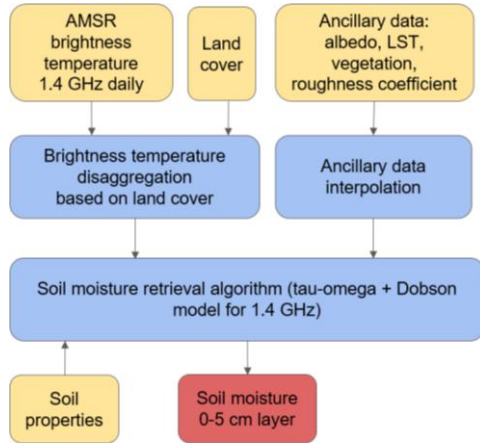 AMSR
brightness
temperature
1.4 GHz daily
Land
cover
Ancillary data:
albedo, LST,
vegetation,
roughness coefficient
Brightness temperature
disaggregation
based on land cover
Ancillary data
interpolation
Soil moisture retrieval algorithm (tau-omega + Dobson
model for 1.4 GHz)
Soil
properties
Soil moisture
0-5 cm layer